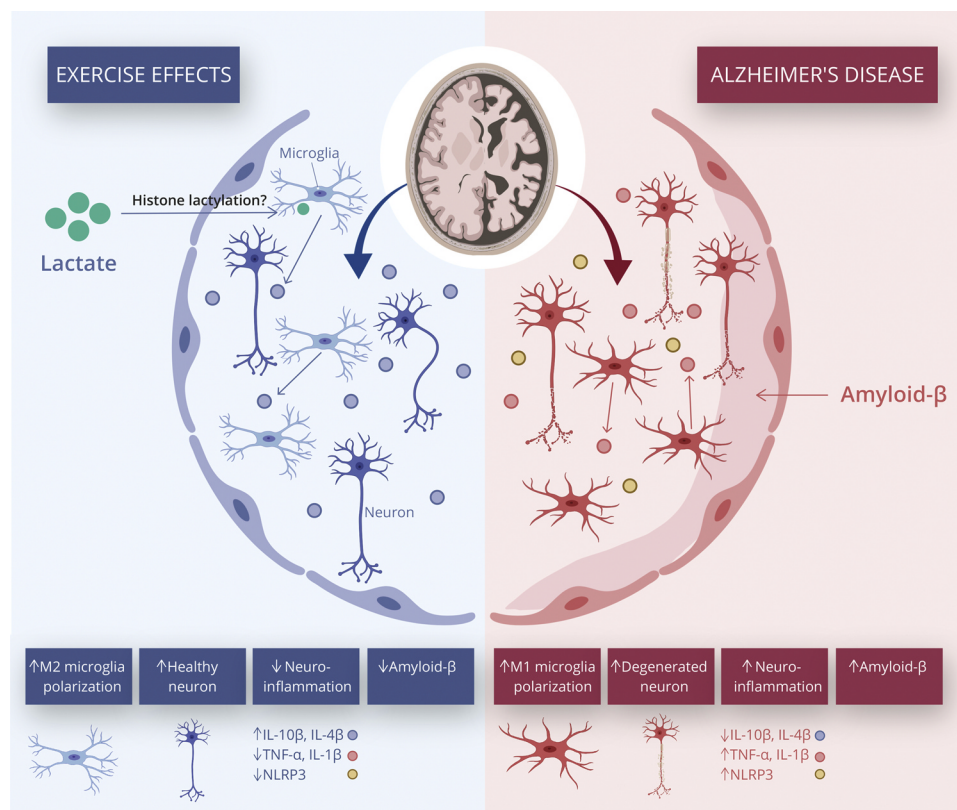 EXERCISE EFFECTS
ALZHEIMER'S DISEASE
Microglia
Histone lactylation?
Lactate
Amyloid-β
Neuron
↑M2 microglia
polarization
↑Healthy
neuron
↓ Neuro-
inflammation
↓Amyloid-β
↑M1 microglia
polarization
↑Degenerated
neuron
↑ Neuro-
inflammation
↑Amyloid-β
↑IL-10β, IL-4β
↓TNF-α, IL-1β
↓NLRP3
↓IL-10β, IL-4β
↑TNF-α, IL-1β
↑NLRP3